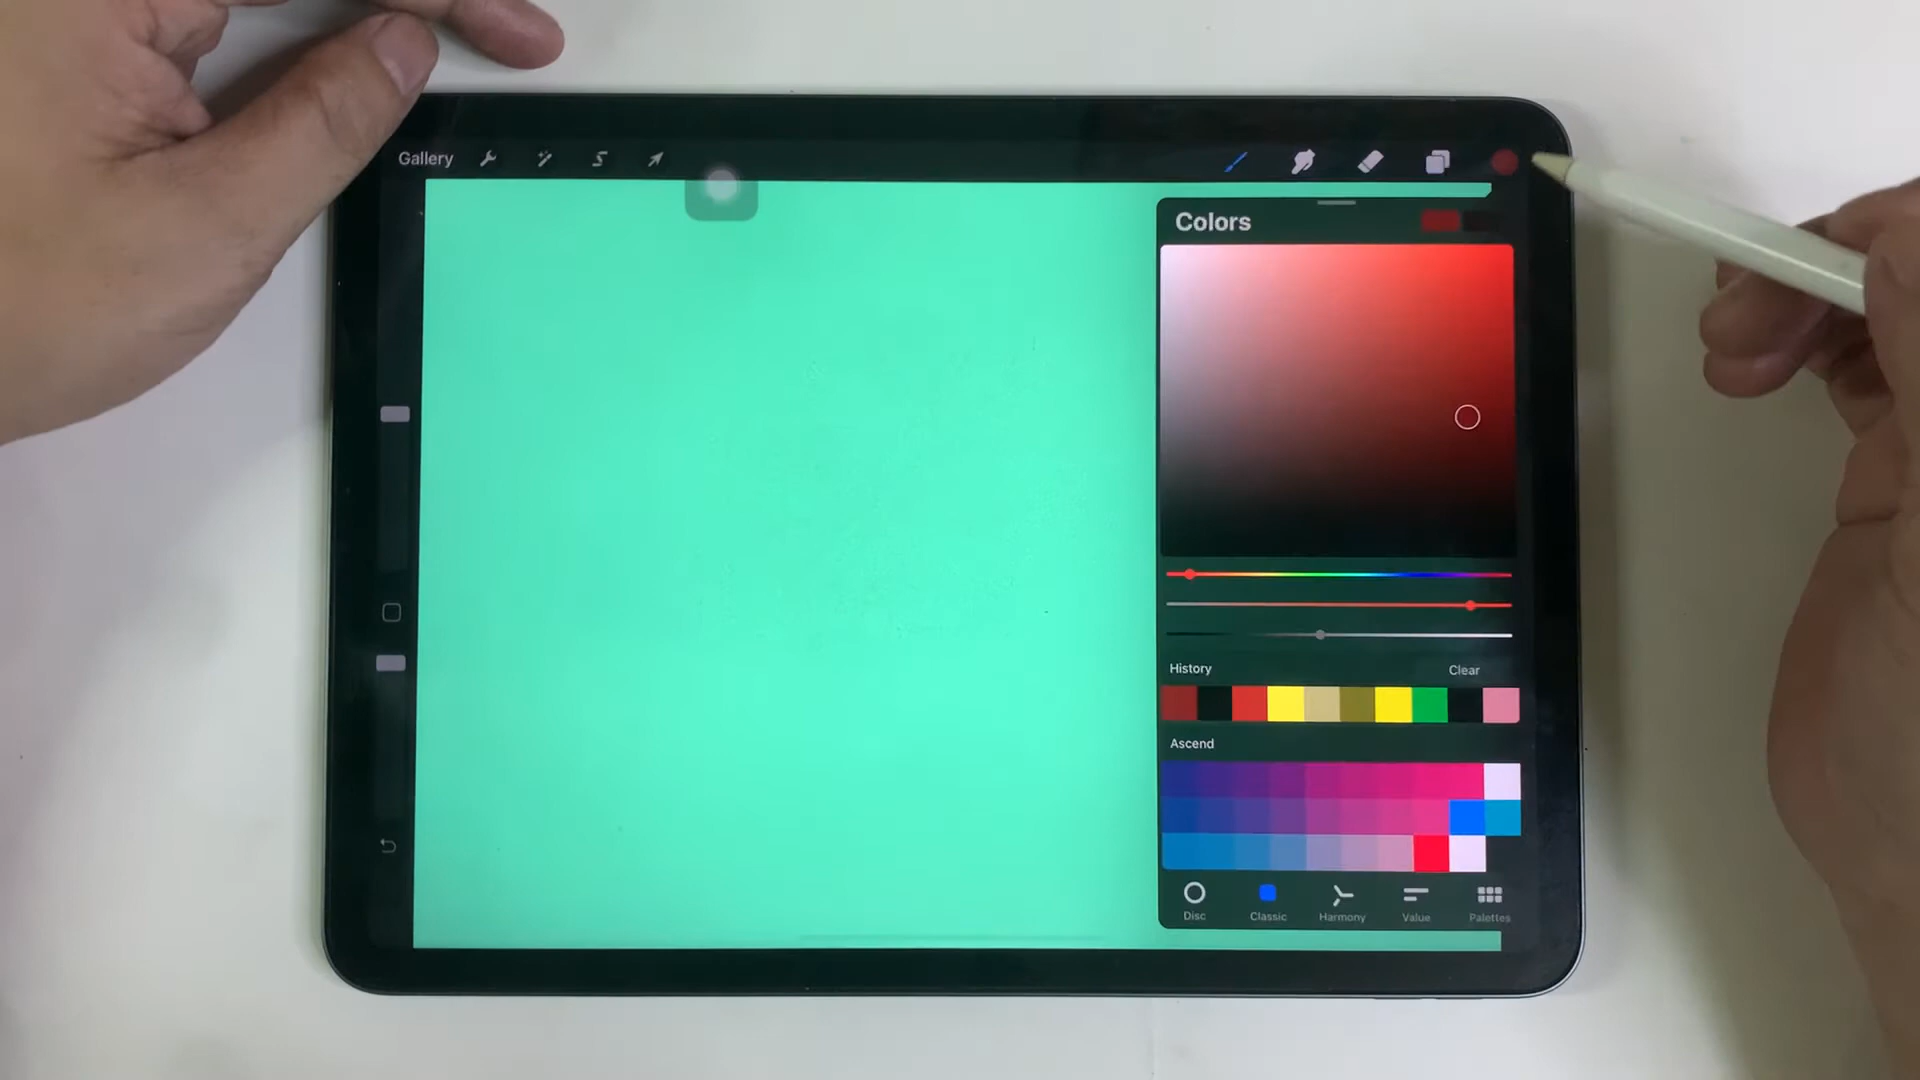 Gallery
Colors
History Clear
Ascend
Disc Classic Harmony Value Palettes